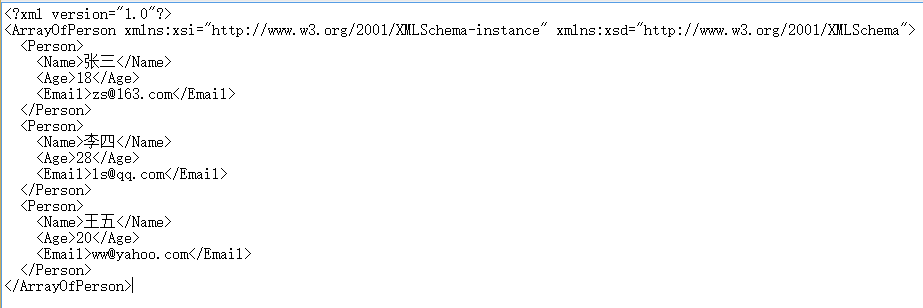 <?xml version="1.0"?>
<ArrayOfPerson xmlns:xsi="http://www.w3.org/2001/XMLSchema-instance" xmlns:xsd="http://www.w3.org/2001/XMLSchema">
  <Person>
    <Name>张三</Name>
    <Age>18</Age>
    <Email>zs@163.com</Email>
  </Person>
  <Person>
    <Name>李四</Name>
    <Age>28</Age>
    <Email>ls@qq.com</Email>
  </Person>
  <Person>
    <Name>王五</Name>
    <Age>20</Age>
    <Email>ww@yahoo.com</Email>
  </Person>
</ArrayOfPerson>